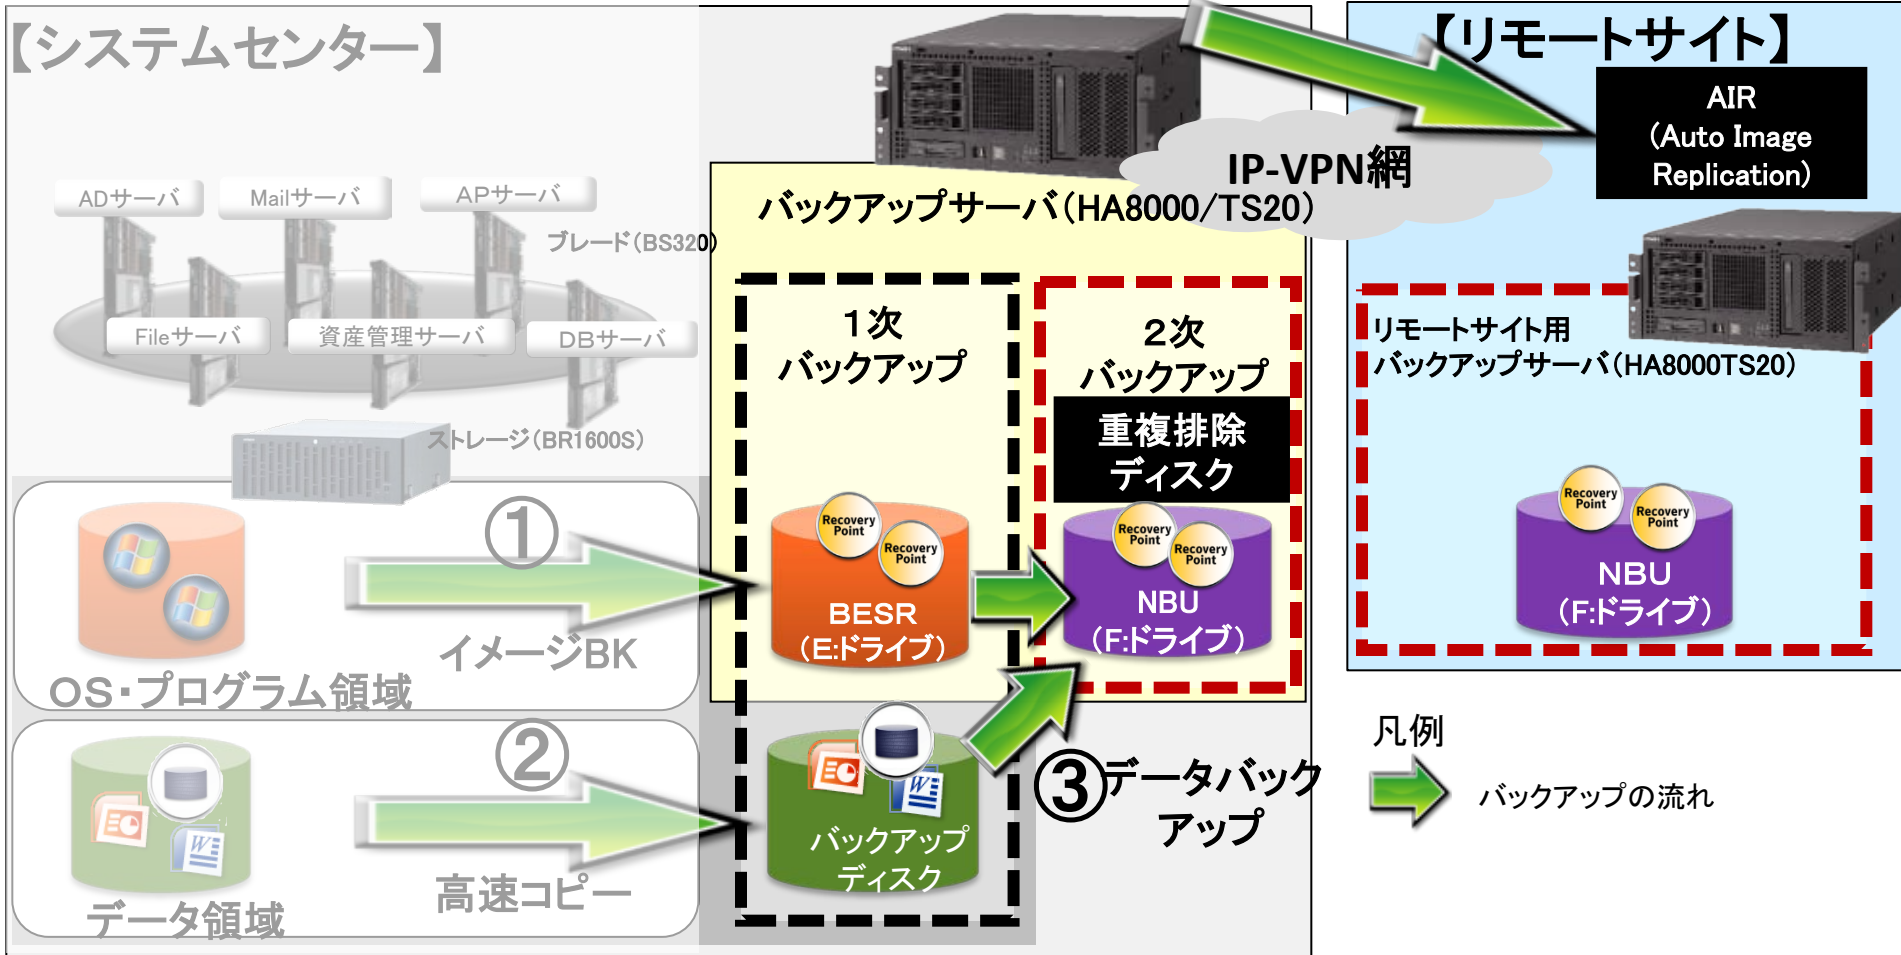 【システムセンター】
ADサーバ
Mailサーバ
APサーバ
ブレード（BS320）
Fileサーバ
資産管理サーバ
DBサーバ
ストレージ（BR1600S）
①
イメージBK
OS・プログラム領域
②
高速コピー
データ領域
バックアップサーバ（HA8000/TS20）
1次
バックアップ
Recovery
Point
Recovery
Point
BESR
（E:ドライブ）
バックアップ
ディスク
2次
バックアップ
重複排除
ディスク
Recovery
Point
Recovery
Point
NBU
（F:ドライブ）
③データバック
アップ
IP-VPN網
【リモートサイト】
AIR
（Auto Image
Replication）
リモートサイト用
バックアップサーバ（HA8000TS20）
Recovery
Point
Recovery
Point
NBU
（F:ドライブ）
凡例
バックアップの流れ